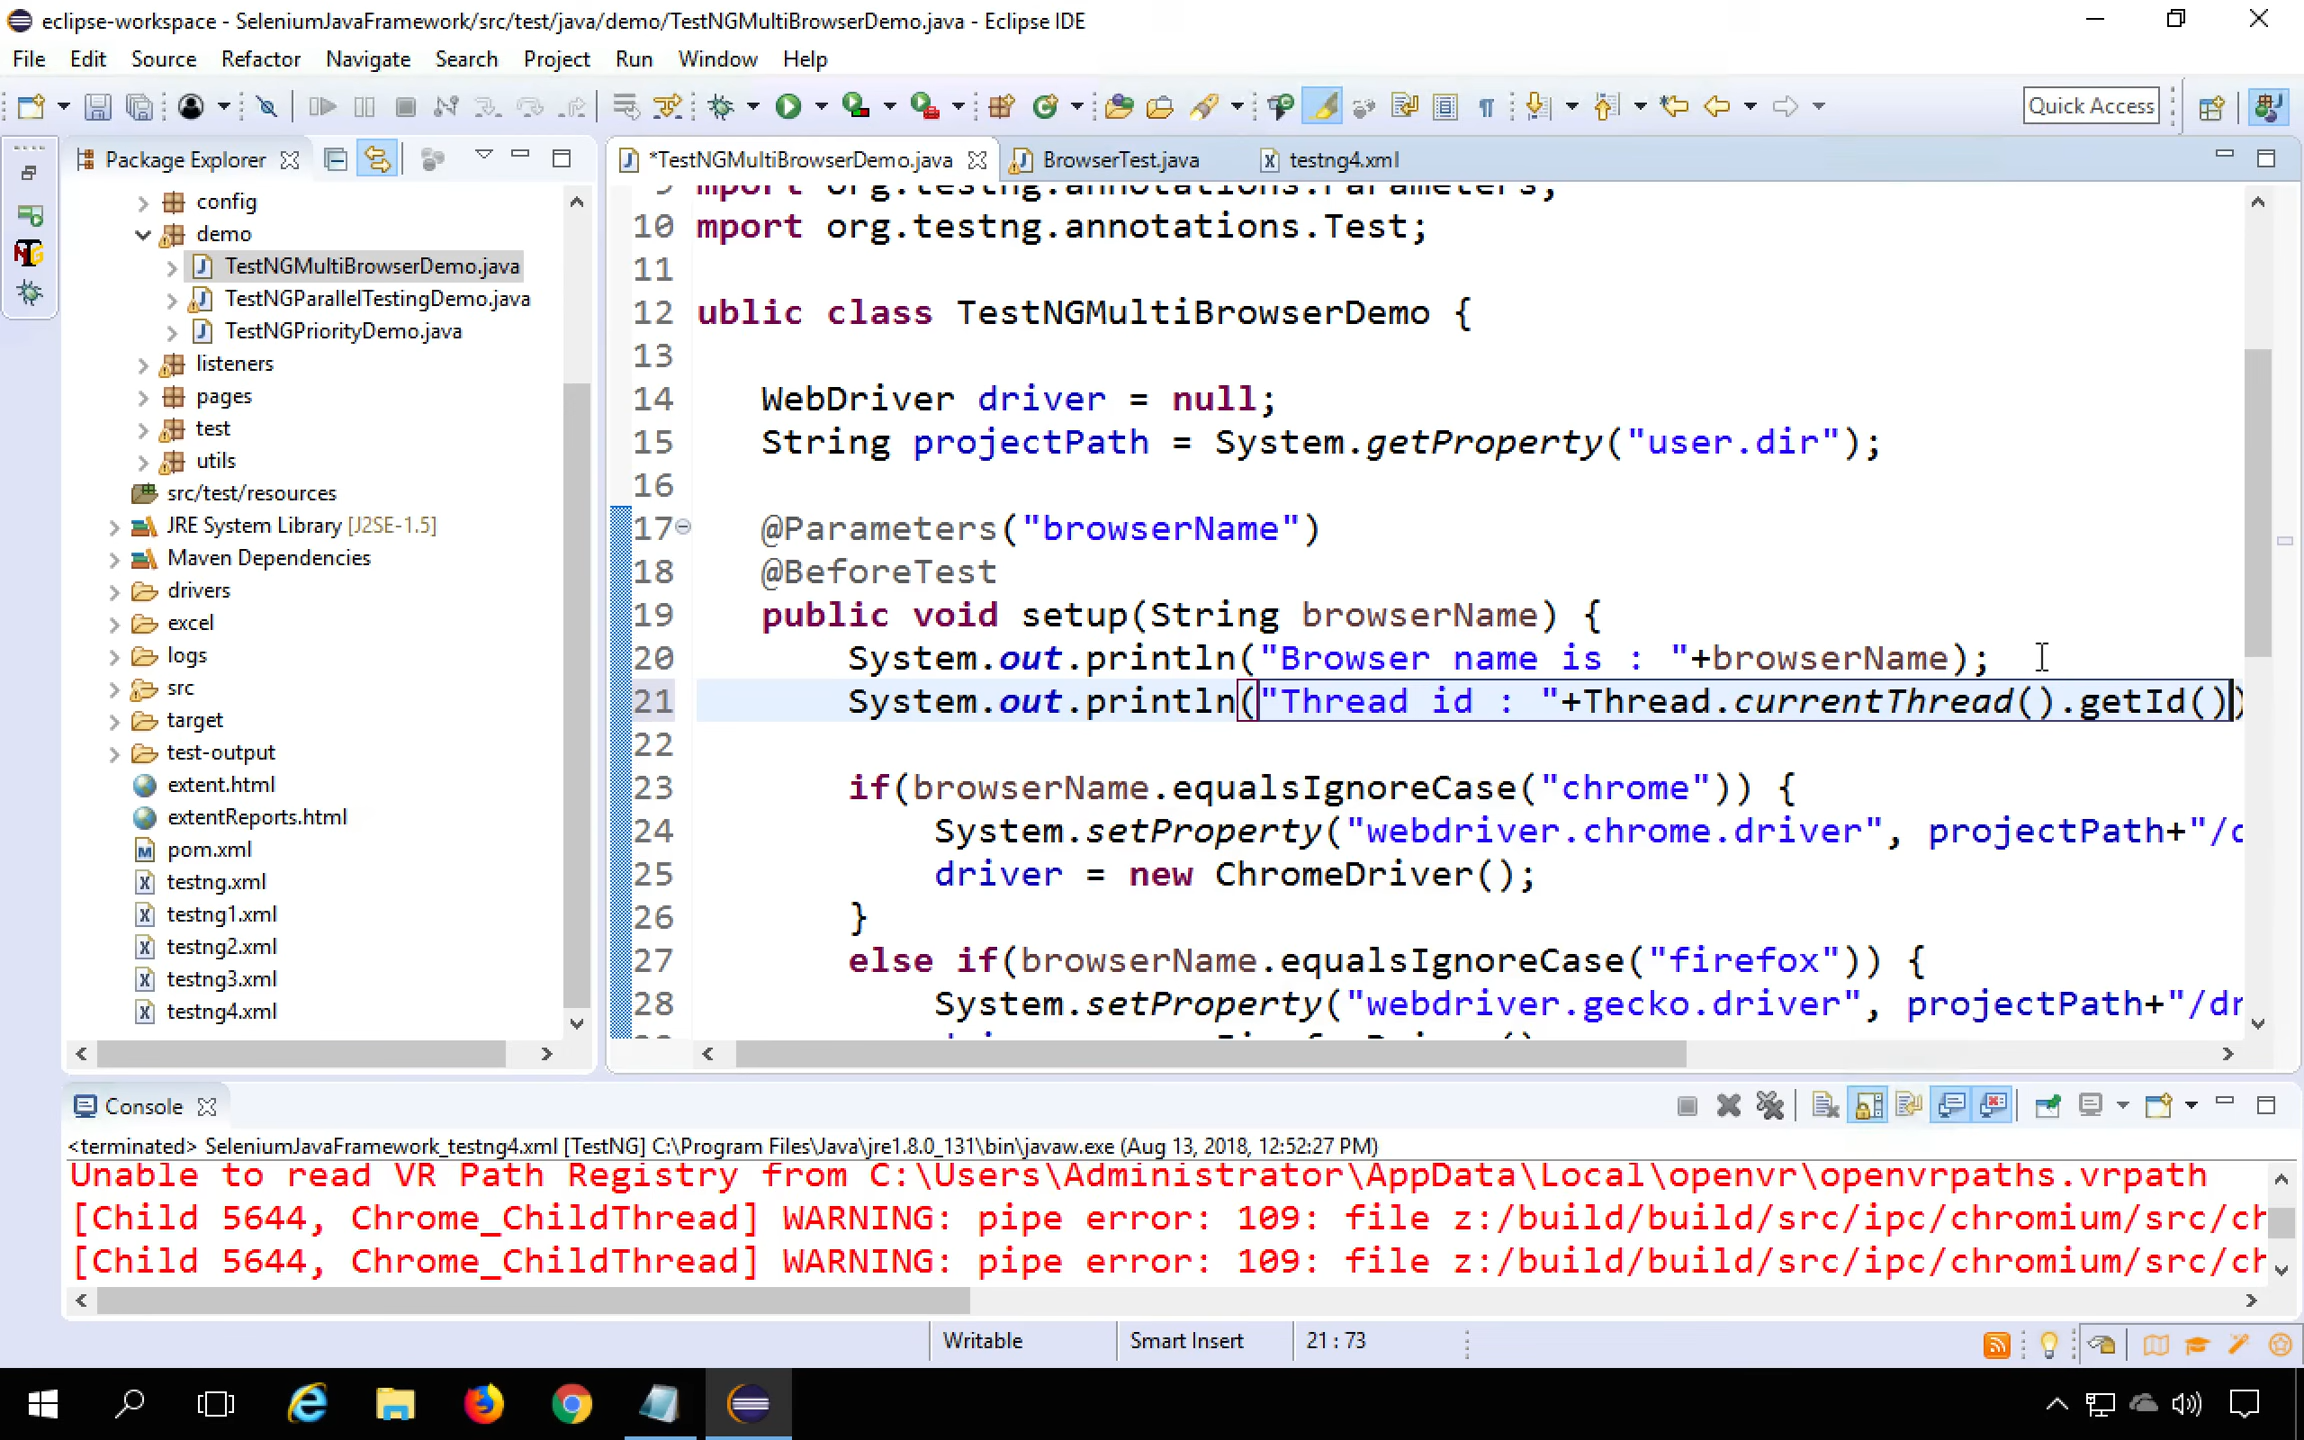 eclipse-workspace - SeleniumJavaFramework/src/test/java/demo/TestNGMultiBrowserDemo.java - Eclipse IDE
File Edit Source Refactor Navigate Search Project Run Window Help
Quick Access
Package Explorer
config
demo
TestNGMultiBrowserDemo.java
TestNGParallelTestingDemo.java
TestNGPriorityDemo.java
listeners
pages
test
utils
src/test/resources
JRE System Library [J2SE-1.5]
Maven Dependencies
drivers
excel
logs
src
target
test-output
extent.html
extentReports.html
pom.xml
testng.xml
testng1.xml
testng2.xml
testng3.xml
testng4.xml
*TestNGMultiBrowserDemo.java BrowserTest.java testng4.xml
9 mport org.testng.annotations.Parameters;
10 mport org.testng.annotations.Test;
11
12 ublic class TestNGMultiBrowserDemo {
13
14 WebDriver driver = null;
15 String projectPath = System.getProperty("user.dir");
16
17 @Parameters("browserName")
18 @BeforeTest
19 public void setup(String browserName) {
20 System.out.println("Browser name is : "+browserName);
21 System.out.println("Thread id : "+Thread.currentThread().getId())
22
23 if(browserName.equalsIgnoreCase("chrome")) {
24 System.setProperty("webdriver.chrome.driver", projectPath+"/d
25 driver = new ChromeDriver();
26 }
27 else if(browserName.equalsIgnoreCase("firefox")) {
28 System.setProperty("webdriver.gecko.driver", projectPath+"/dr
Console
<terminated> SeleniumJavaFramework_testng4.xml [TestNG] C:\Program Files\Java\jre1.8.0_131\bin\javaw.exe (Aug 13, 2018, 12:52:27 PM)
Unable to read VR Path Registry from C:\Users\Administrator\AppData\Local\openvr\openvrpaths.vrpath
[Child 5644, Chrome_ChildThread] WARNING: pipe error: 109: file z:/build/build/src/ipc/chromium/src/ch
[Child 5644, Chrome_ChildThread] WARNING: pipe error: 109: file z:/build/build/src/ipc/chromium/src/ch
Writable Smart Insert 21 : 73